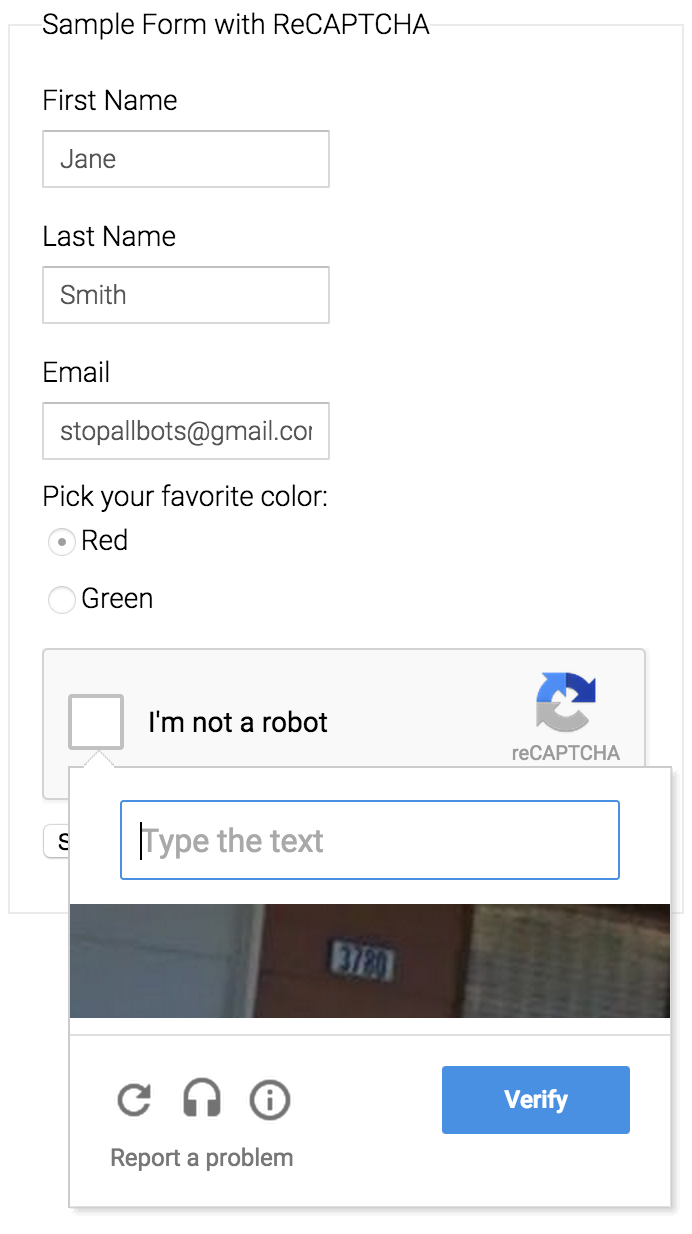 Sample Form with ReCAPTCHA
First Name
Jane
Last Name
Smith
Email
stopallbots@gmail.co
Pick your favorite color:
Red
Green
I'm not a robot
reCAPTCHA
S
Type the text
3780
Verify
Report a problem